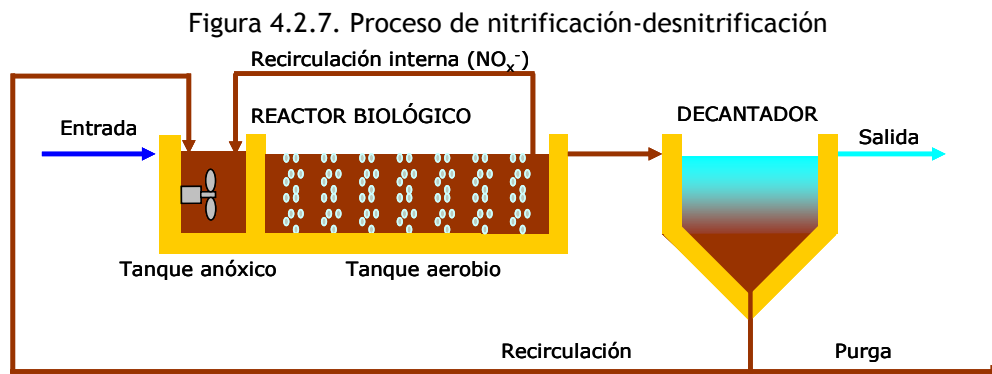 Figura 4.2.7. Proceso de nitrificación-desnitrificación
Recirculación interna (NOx-)
REACTOR BIOLÓGICO
DECANTADOR
Entrada
Salida
Tanque anóxico
Tanque aerobio
Recirculación
Purga